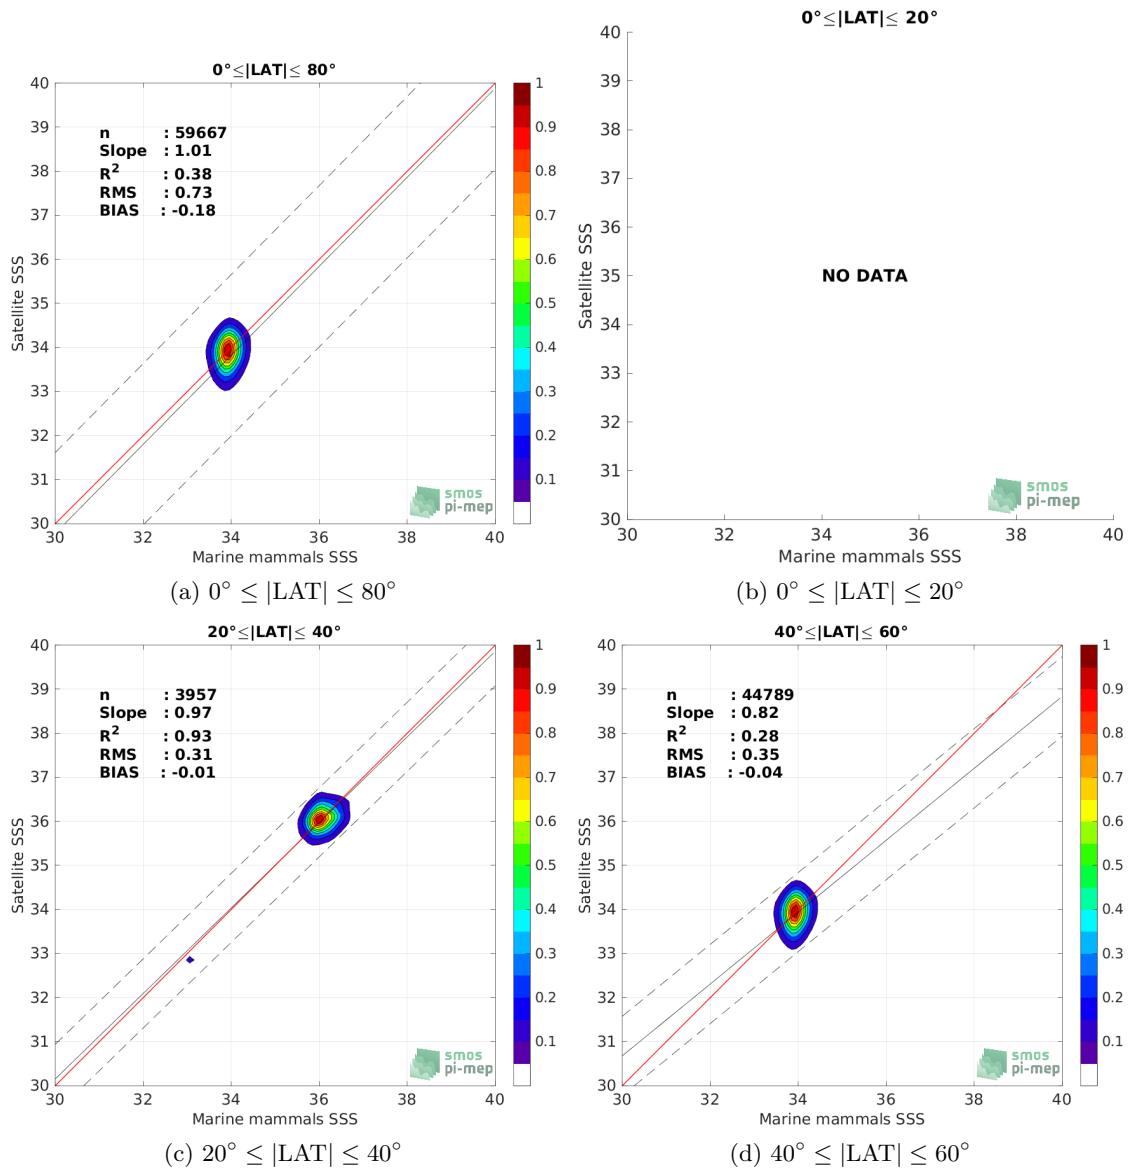 0°≤|LAT|≤ 80°
40
39
38
37
36
35
34
33
32
31
30
Satellite SSS
n : 59667
Slope : 1.01
R2 : 0.38
RMS : 0.73
BIAS : -0.18
smos
pi-mep
30 32 34 36 38 40
Marine mammals SSS
1
0.9
0.8
0.7
0.6
0.5
0.4
0.3
0.2
0.1
(a) 0° ≤ |LAT| ≤ 80°
0°≤|LAT|≤ 20°
40
39
38
37
36
35
34
33
32
31
30
Satellite SSS
NO DATA
smos
pi-mep
30 32 34 36 38 40
Marine mammals SSS
(b) 0° ≤ |LAT| ≤ 20°
20°≤|LAT|≤ 40°
40
39
38
37
36
35
34
33
32
31
30
Satellite SSS
n : 3957
Slope : 0.97
R2 : 0.93
RMS : 0.31
BIAS : -0.01
smos
pi-mep
30 32 34 36 38 40
Marine mammals SSS
1
0.9
0.8
0.7
0.6
0.5
0.4
0.3
0.2
0.1
(c) 20° ≤ |LAT| ≤ 40°
40°≤|LAT|≤ 60°
40
39
38
37
36
35
34
33
32
31
30
Satellite SSS
n : 44789
Slope : 0.82
R2 : 0.28
RMS : 0.35
BIAS : -0.04
smos
pi-mep
30 32 34 36 38 40
Marine mammals SSS
1
0.9
0.8
0.7
0.6
0.5
0.4
0.3
0.2
0.1
(d) 40° ≤ |LAT| ≤ 60°